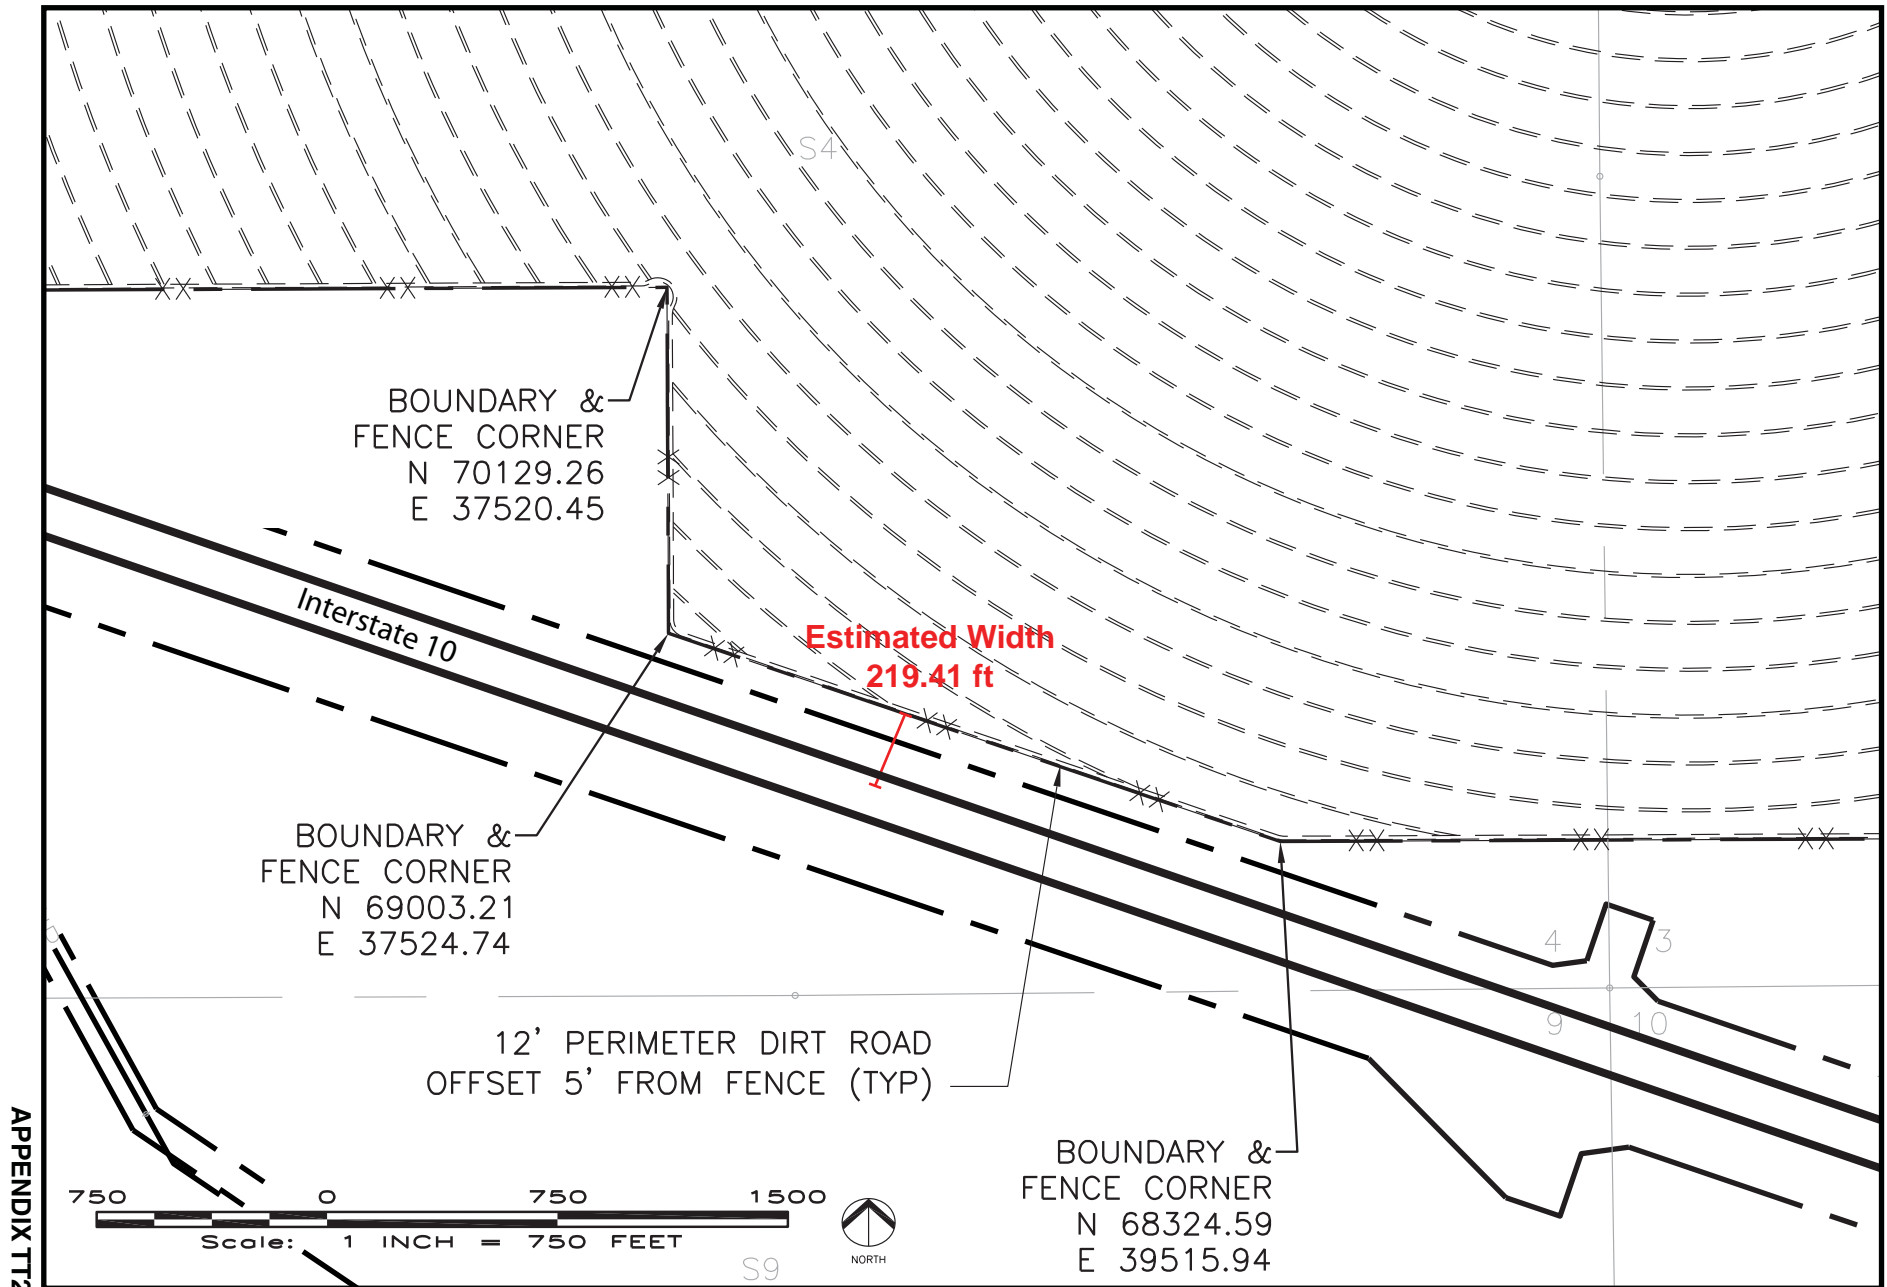 S4
BOUNDARY &
FENCE CORNER
N 70129.26
E 37520.45
Interstate 10
Estimated Width
219.41 ft
BOUNDARY &
FENCE CORNER
N 69003.21
E 37524.74
4 3
9 10
12' PERIMETER DIRT ROAD
OFFSET 5' FROM FENCE (TYP)
BOUNDARY &
FENCE CORNER
N 68324.59
E 39515.94
750 0 750 1500
Scale: 1 INCH = 750 FEET
NORTH
S9